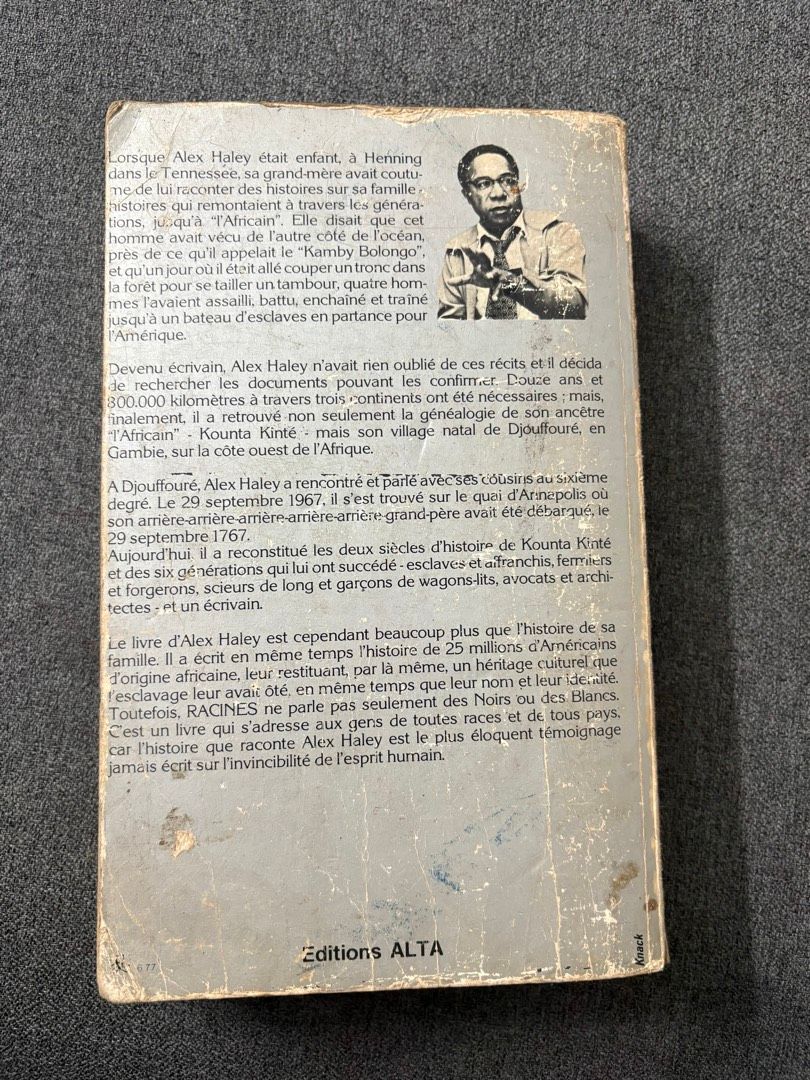 Lorsque Alex Haley était enfant, à Henning
dans le Tennessée, sa grand-mère avait coutu-
me de lui raconter des histoires sur sa famille -
histoires qui remontaient à travers les généra-
tions, jusqu'à "l'Africain". Elle disait que cet
homme avait vécu de l'autre côté de l'océan,
près de ce qu'il appelait le "Kamby Bolongo",
et qu'un jour où il était allé couper un tronc dans
la forêt pour se tailler un tambour, quatre hom-
mes l'avaient assailli, battu, enchaîné et traîné
jusqu'à un bateau d'esclaves en partance pour
l'Amérique.
Devenu écrivain, Alex Haley n'avait rien oublié de ces récits et il décida
de rechercher les documents pouvant les confirmer. Douze ans et
800.000 kilomètres à travers trois continents ont été nécessaires ; mais,
finalement, il a retrouvé non seulement la généalogie de son ancêtre
"l'Africain" - Kounta Kinté - mais son village natal de Djouffouré, en
Gambie, sur la côte ouest de l'Afrique.
A Djouffouré, Alex Haley a rencontré et parlé avec ses cousins au sixième
degré. Le 29 septembre 1967, il s'est trouvé sur le quai d'Annapolis où
son arrière-arrière-arrière-arrière-arrière-grand-père avait été débarqué, le
29 septembre 1767.
Aujourd'hui, il a reconstitué les deux siècles d'histoire de Kounta Kinté
et des six générations qui lui ont succédé - esclaves et affranchis, fermiers
et forgerons, scieurs de long et garçons de wagons-lits, avocats et archi-
tectes - et un écrivain.
Le livre d'Alex Haley est cependant beaucoup plus que l'histoire de sa
famille. Il a écrit en même temps l'histoire de 25 millions d'Américains
d'origine africaine, leur restituant, par là même, un héritage culturel que
l'esclavage leur avait ôté, en même temps que leur nom et leur identité.
Toutefois, RACINES ne parle pas seulement des Noirs ou des Blancs.
C'est un livre qui s'adresse aux gens de toutes races et de tous pays,
car l'histoire que raconte Alex Haley est le plus éloquent témoignage
jamais écrit sur l'invincibilité de l'esprit humain.
Editions ALTA
6 77
Knack